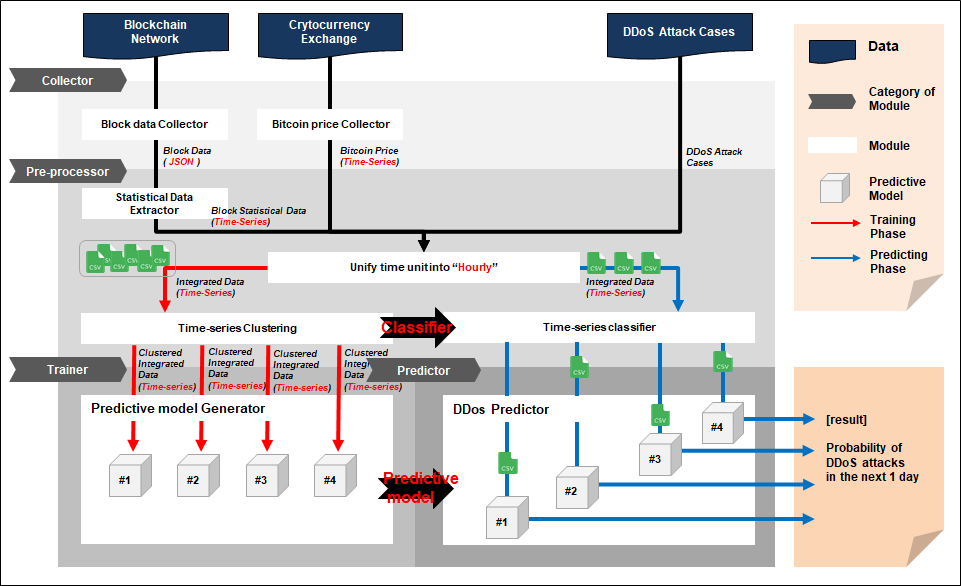 Blockchain
Network
Crytocurrency
Exchange
DDoS Attack Cases
Data
Category of
Module
Module
Predictive
Model
Training
Phase
Predicting
Phase
Collector
Block data Collector
Bitcoin price Collector
Block Data
( JSON )
Bitcoin Price
(Time-Series)
DDoS Attack
Cases
Pre-processor
Statistical Data
Extractor
Block Statistical Data
(Time-Series)
CSV
CSV
CSV
CSV
CSV
CSV
Unify time unit into “Hourly”
CSV
CSV
CSV
Integrated Data
(Time-Series)
Integrated Data
(Time-Series)
Time-series Clustering
Classifier
Time-series classifier
Clustered
Integrated
Data
(Time-series)
Clustered
Integrated
Data
(Time-series)
Clustered
Integrated
Data
(Time-series)
Clustered
Integrated
Data
(Time-series)
CSV
CSV
Trainer
Predictor
Predictive model Generator
#1
#2
#3
#4
Predictive
model
DDos Predictor
CSV
CSV
#1
#2
#3
#4
[result]
Probability of
DDoS attacks
in the next 1 day